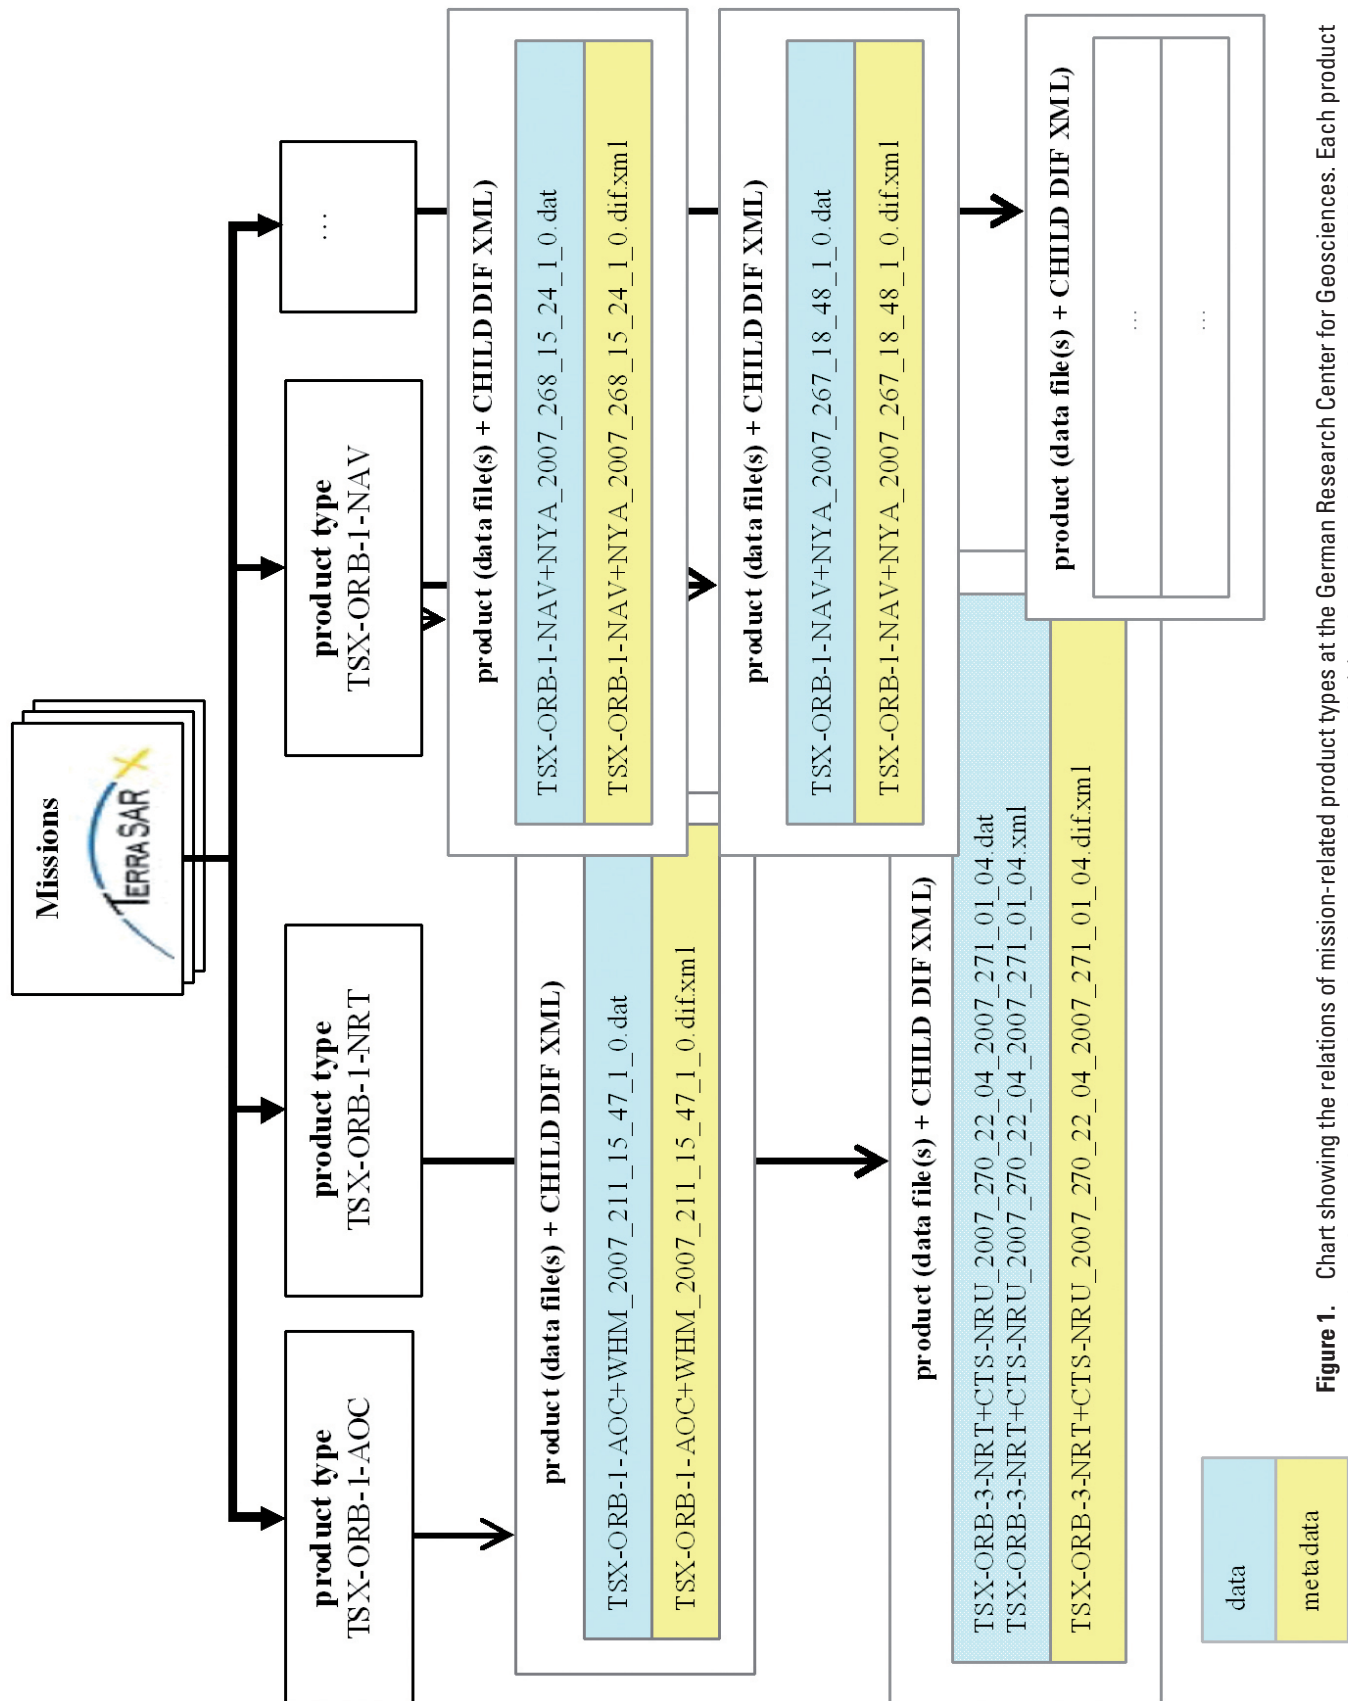 Missions
TERRA SAR X
product type
TSX-ORB-1-AOC
product type
TSX-ORB-1-NRT
product type
TSX-ORB-1-NAV
...
product (data file(s) + CHILD DIF XML)
TSX-ORB-1-AOC+WHM_2007_211_15_47_1_0.dat
TSX-ORB-1-AOC+WHM_2007_211_15_47_1_0.dif.xml
product (data file(s) + CHILD DIF XML)
TSX-ORB-1-NAV+NYA_2007_268_15_24_1_0.dat
TSX-ORB-1-NAV+NYA_2007_268_15_24_1_0.dif.xml
product (data file(s) + CHILD DIF XML)
TSX-ORB-1-NAV+NYA_2007_267_18_48_1_0.dat
TSX-ORB-1-NAV+NYA_2007_267_18_48_1_0.dif.xml
product (data file(s) + CHILD DIF XML)
TSX-ORB-3-NRT+CTS-NRU_2007_270_22_04_2007_271_01_04.dat
TSX-ORB-3-NRT+CTS-NRU_2007_270_22_04_2007_271_01_04.xml
TSX-ORB-3-NRT+CTS-NRU_2007_270_22_04_2007_271_01_04.dif.xml
product (data file(s) + CHILD DIF XML)
...
...
data
metadata
Figure 1. Chart showing the relations of mission-related product types at the German Research Center for Geosciences. Each product